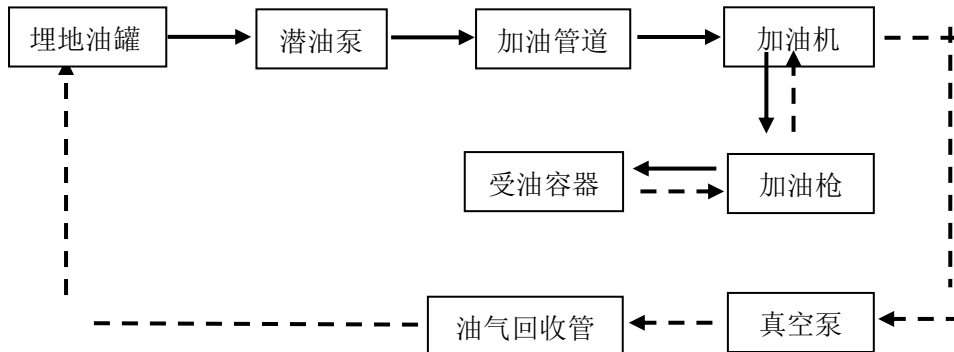 埋地油罐
潜油泵
加油管道
加油机
受油容器
加油枪
油气回收管
真空泵